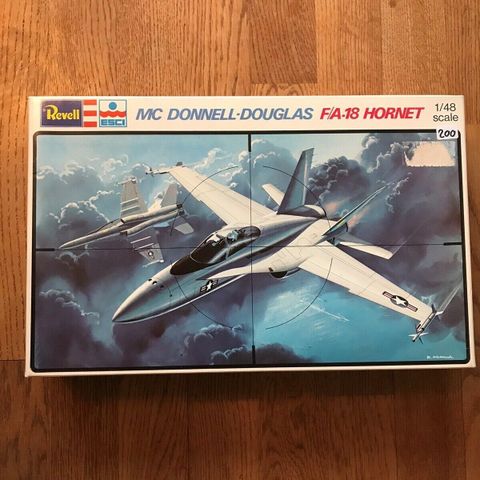 Revell
ESCI
MC DONNELL-DOUGLAS F/A-18 HORNET
1/48
scale
200